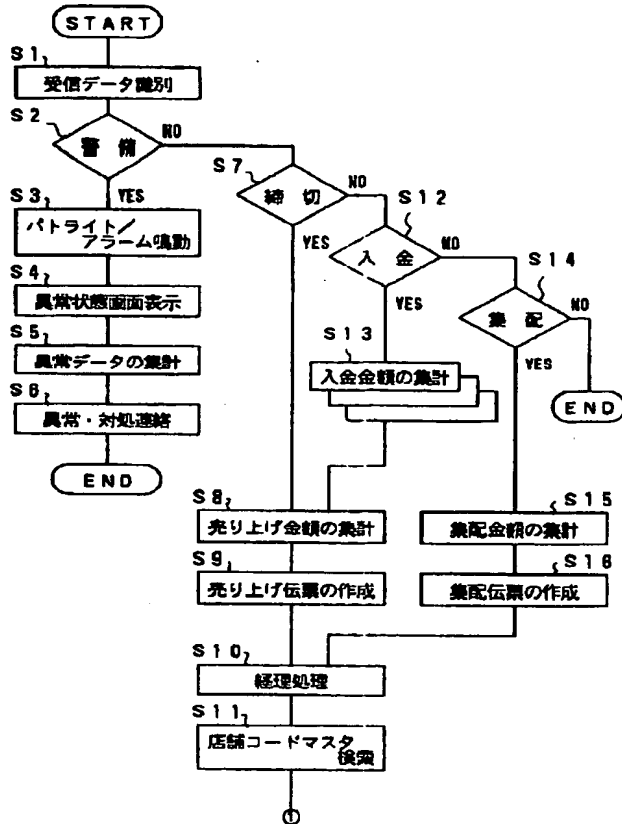 START
S1
受信データ識別
S2
警備
NO
YES
S3
パトライト／
アラーム鳴動
S4
異常状態画面表示
S5
異常データの集計
S6
異常・対処連絡
END
S7
締切
NO
YES
S12
入金
NO
YES
S13
入金金額の集計
S14
集配
NO
YES
END
S8
売り上げ金額の集計
S9
売り上げ伝票の作成
S15
集配金額の集計
S16
集配伝票の作成
S10
経理処理
S11
店舗コードマスタ
検索
①